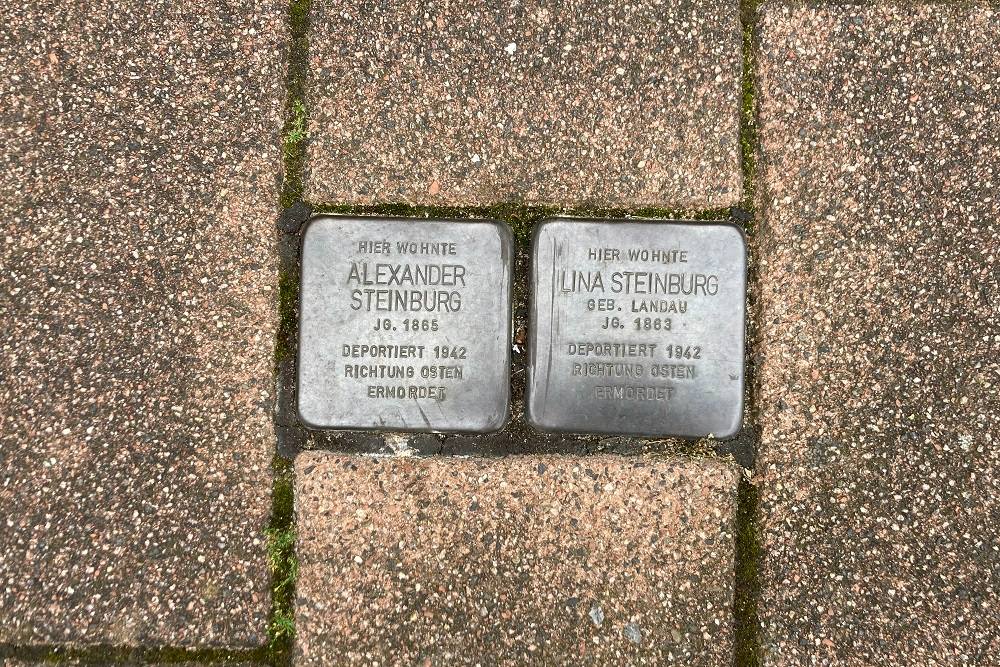 HIER WOHNTE
ALEXANDER
STEINBURG
JG. 1865
DEPORTIERT 1942
RICHTUNG OSTEN
ERMORDET
HIER WOHNTE
LINA STEINBURG
GEB. LANDAU
JG. 1863
DEPORTIERT 1942
RICHTUNG OSTEN
ERMORDET